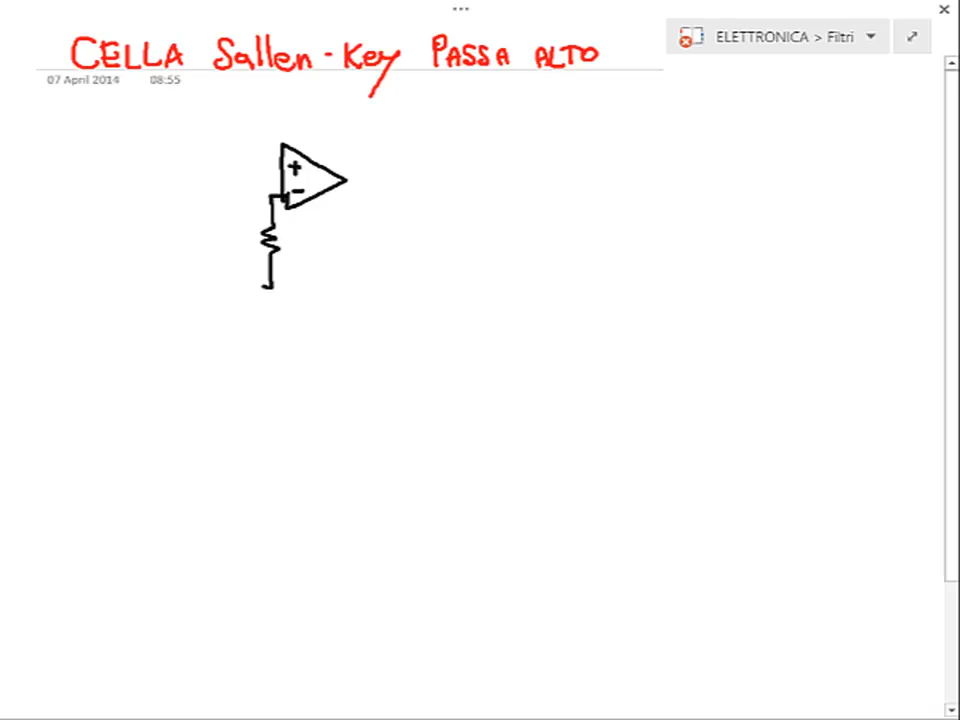 ELETTRONICA > Filtri
CELLA Sallen-Key PASSA ALTO
07 April 2014 08:55
+
-